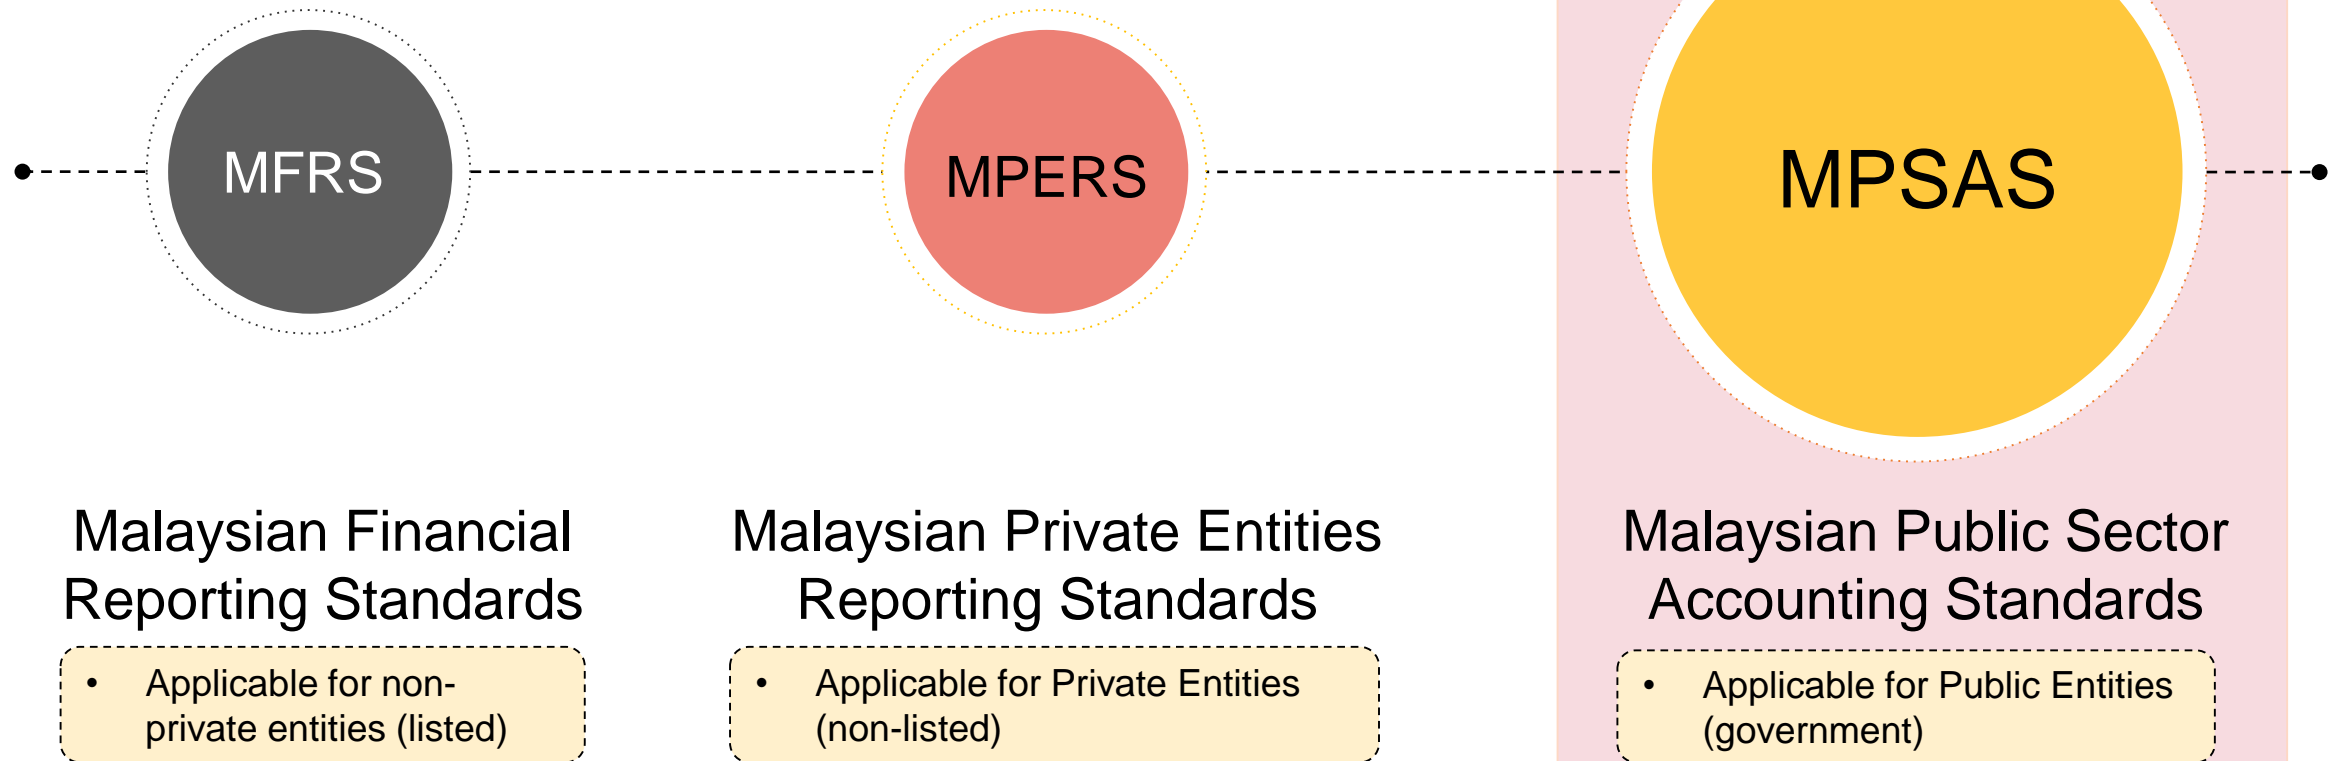 MFRS
MPERS
MPSAS
Malaysian Financial
Reporting Standards
• Applicable for non-
private entities (listed)
Malaysian Private Entities
Reporting Standards
• Applicable for Private Entities
(non-listed)
Malaysian Public Sector
Accounting Standards
• Applicable for Public Entities
(government)